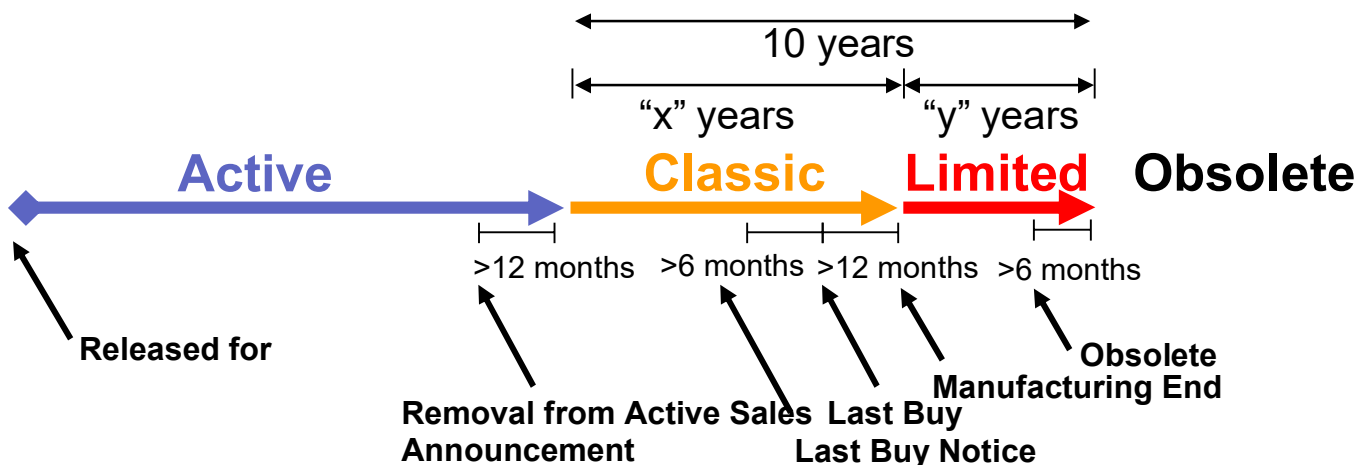 10 years
“x” years
“y” years
Active
Classic
Limited
Obsolete
>12 months
>6 months
>12 months
>6 months
Released for
Obsolete
Manufacturing End
Removal from Active Sales
Announcement
Last Buy
Last Buy Notice